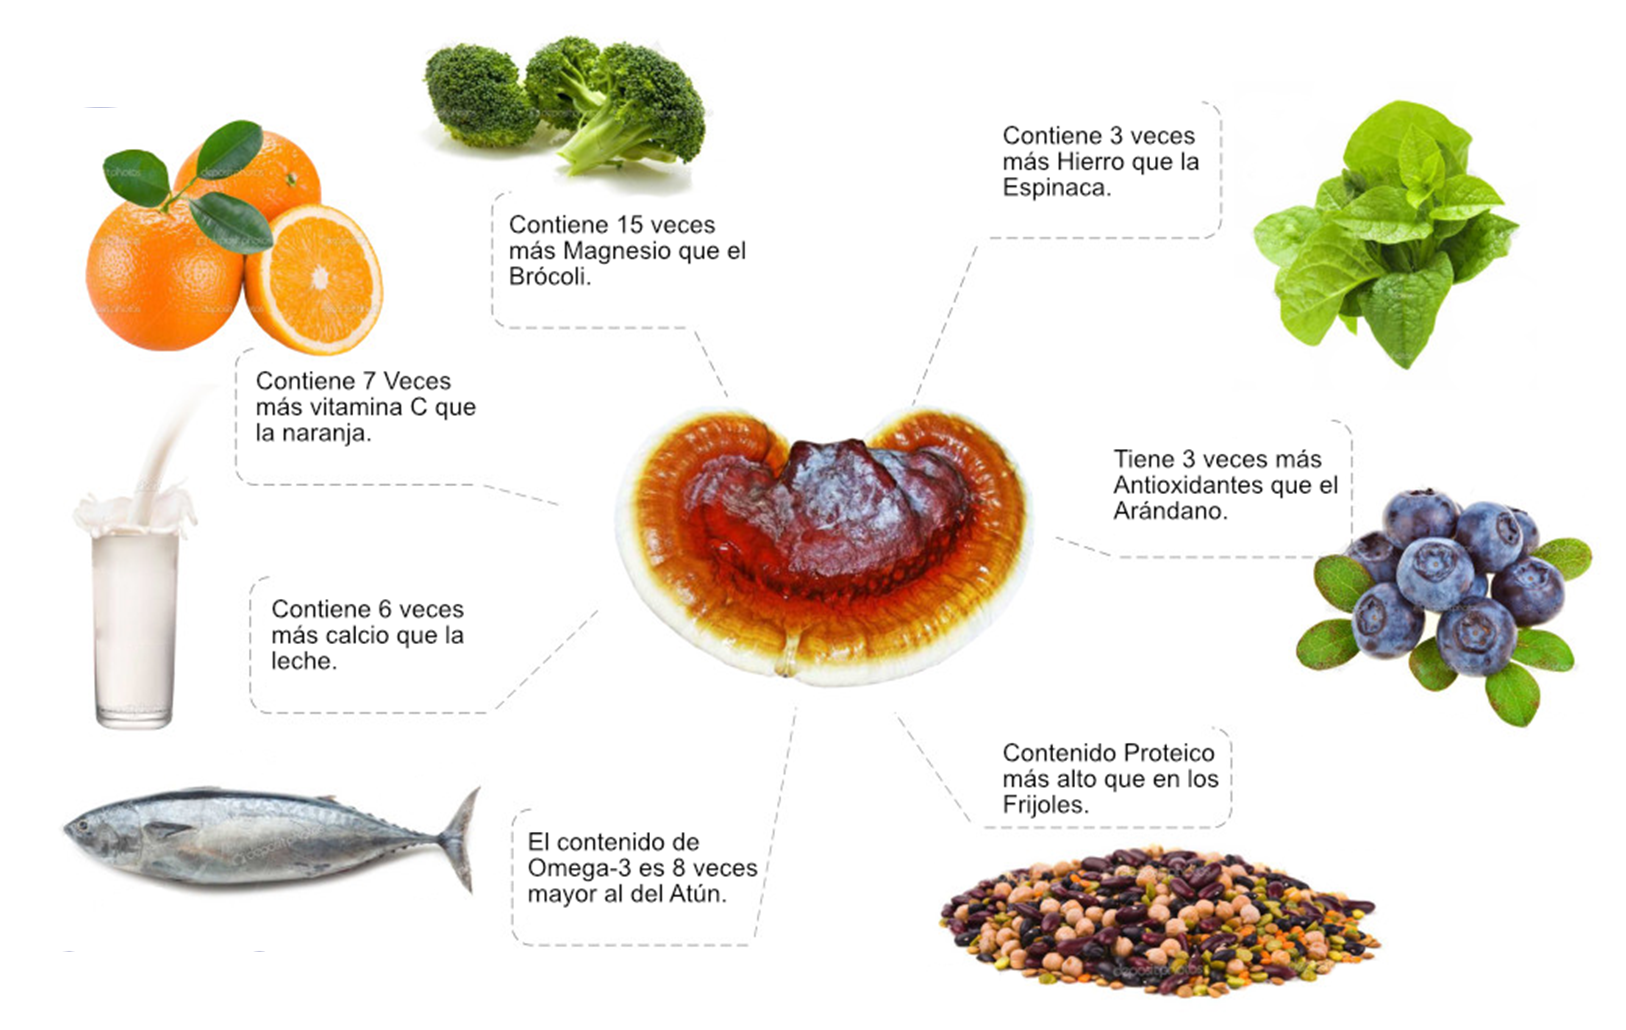 Contiene 15 veces
más Magnesio que el
Brócoli.
Contiene 3 veces
más Hierro que la
Espinaca.
Contiene 7 Veces
más vitamina C que
la naranja.
Tiene 3 veces más
Antioxidantes que el
Arándano.
Contiene 6 veces
más calcio que la
leche.
Contenido Proteico
más alto que en los
Frijoles.
El contenido de
Omega-3 es 8 veces
mayor al del Atún.
depositphotos